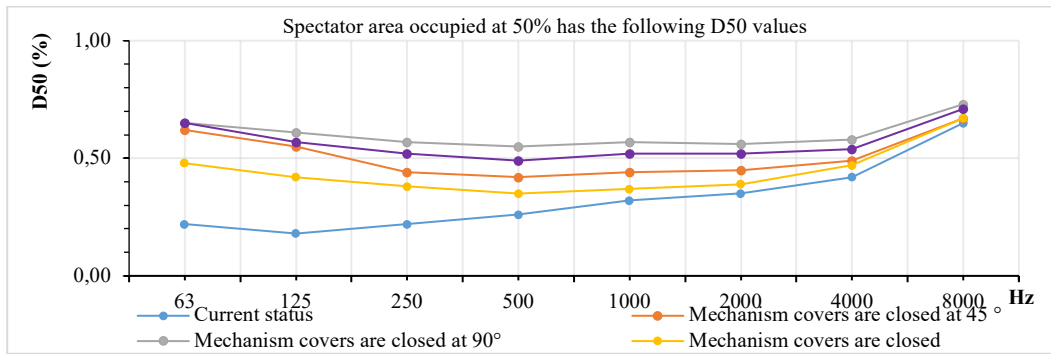 Spectator area occupied at 50% has the following D50 values
1,00
D50 (%)
0,50
0,00
63 125 250 500 1000 2000 4000 8000 Hz
Current status Mechanism covers are closed at 45 °
Mechanism covers are closed at 90° Mechanism covers are closed